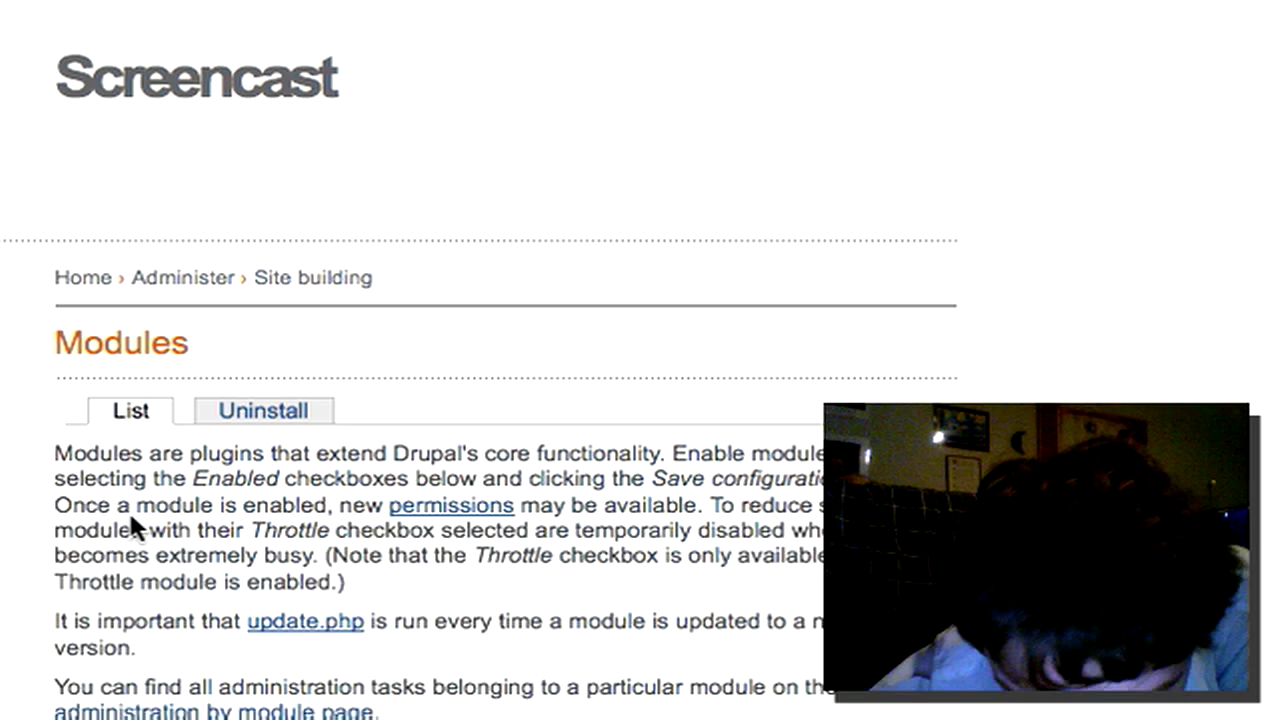 Screencast
Home › Administer › Site building
Modules
List Uninstall
Modules are plugins that extend Drupal's core functionality. Enable module
selecting the Enabled checkboxes below and clicking the Save
Once a module is enabled, new permissions may be available. To reduce
module with their Throttle checkbox selected are temporarily disabled
becomes extremely busy. (Note that the Throttle checkbox is only available
Throttle module is enabled.)
It is important that update.php is run every time a module is updated to a
version.
You can find all administration tasks belonging to a particular module on
administration by module page.